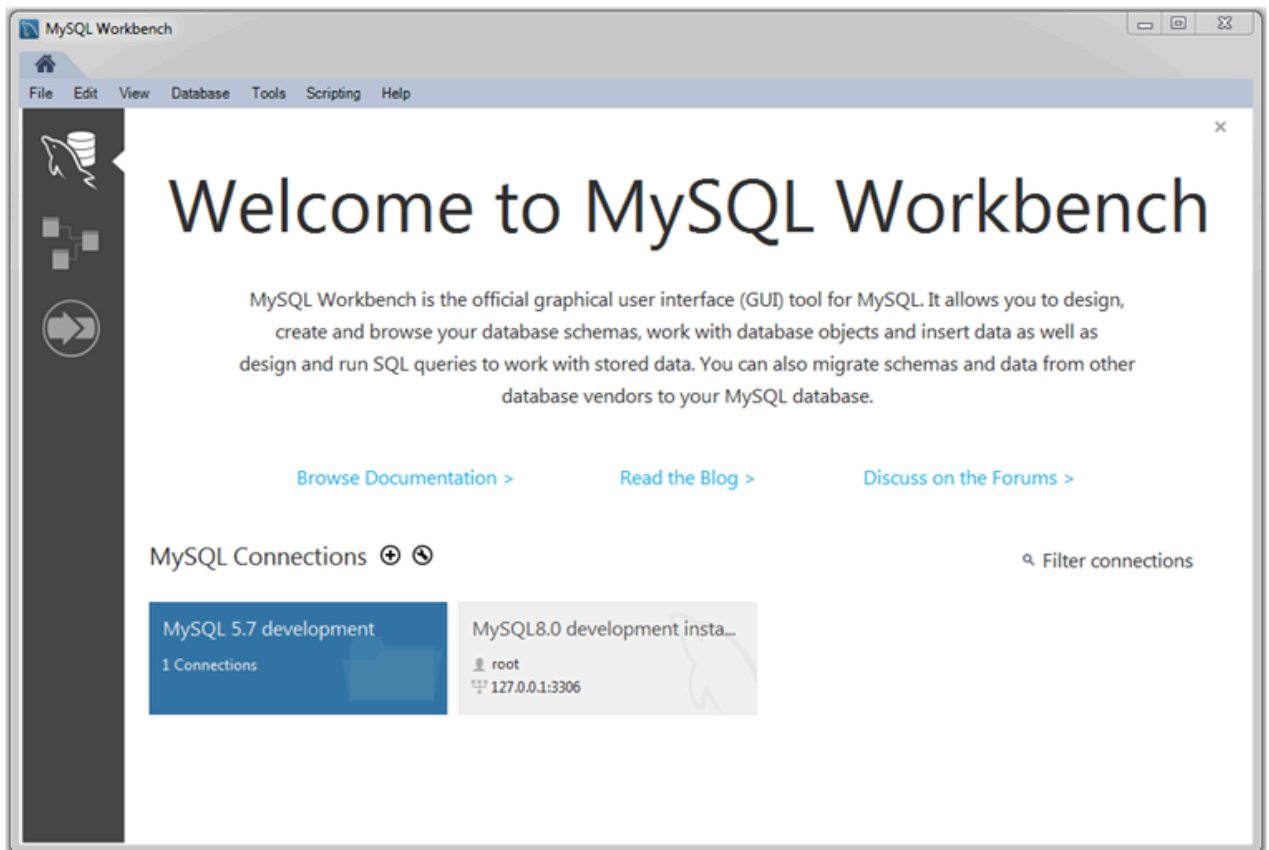 MySQL Workbench
File Edit View Database Tools Scripting Help
Welcome to MySQL Workbench
MySQL Workbench is the official graphical user interface (GUI) tool for MySQL. It allows you to design,
create and browse your database schemas, work with database objects and insert data as well as
design and run SQL queries to work with stored data. You can also migrate schemas and data from other
database vendors to your MySQL database.
Browse Documentation > Read the Blog > Discuss on the Forums >
MySQL Connections
Filter connections
MySQL 5.7 development
1 Connections
MySQL8.0 development insta...
root
127.0.0.1:3306